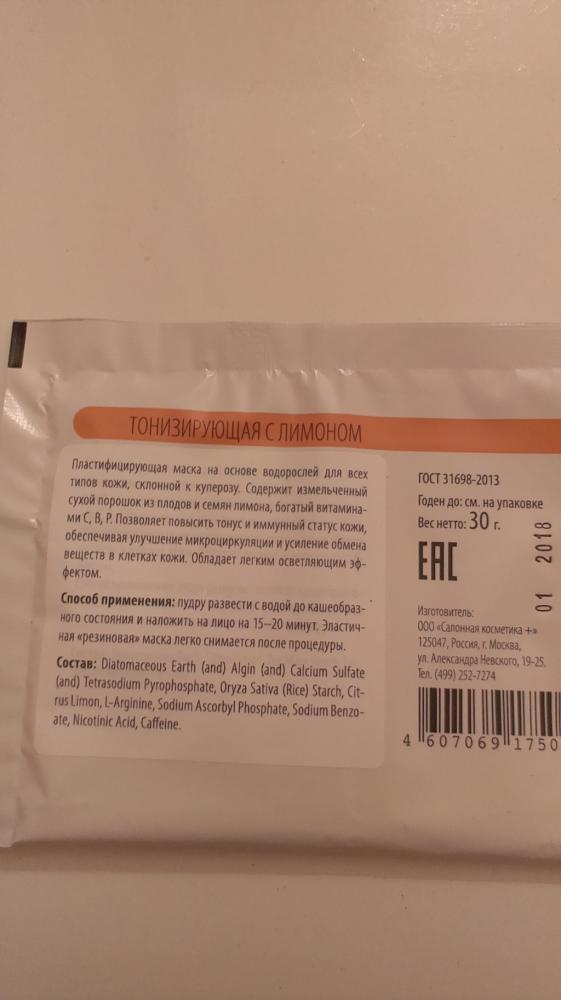 ТОНИЗИРУЮЩАЯ С ЛИМОНОМ
Пластифицирующая маска на основе водорослей для всех
типов кожи, склонной к куперозу. Содержит измельченный
сухой порошок из плодов и семян лимона, богатый витамина-
ми С, В, Р. Позволяет повысить тонус и иммунный статус кожи,
обеспечивая улучшение микроциркуляции и усиление обмена
веществ в клетках кожи. Обладает легким осветляющим эф-
фектом.
Способ применения: пудру развести с водой до кашеобраз-
ного состояния и наложить на лицо на 15–20 минут. Эластич-
ная «резиновая» маска легко снимается после процедуры.
Состав: Diatomaceous Earth (and) Algin (and) Calcium Sulfate
(and) Tetrasodium Pyrophosphate, Oryza Sativa (Rice) Starch, Cit-
rus Limon, L-Arginine, Sodium Ascorbyl Phosphate, Sodium Benzo-
ate, Nicotinic Acid, Caffeine.
ГОСТ 31698-2013
Годен до: см. на упаковке
Вес нетто: 30 г.
EAC
01 2018
Изготовитель:
ООО «Салонная косметика +»
125047, Россия, г. Москва,
ул. Александра Невского, 19-25.
Тел. (499) 252-7274
4 607069 1750